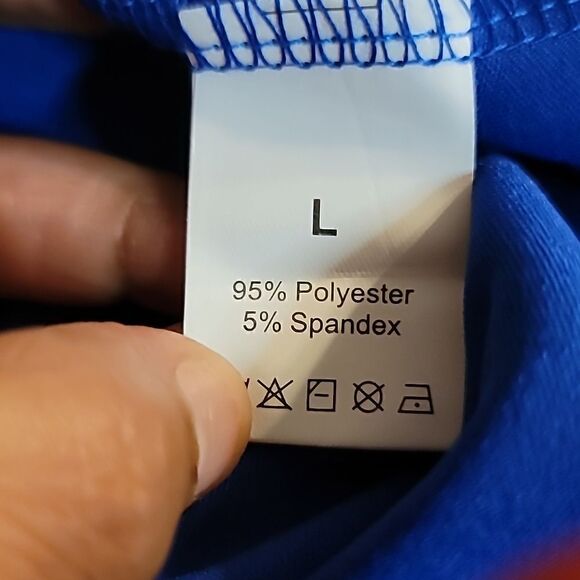 L
95% Polyester
5% Spandex